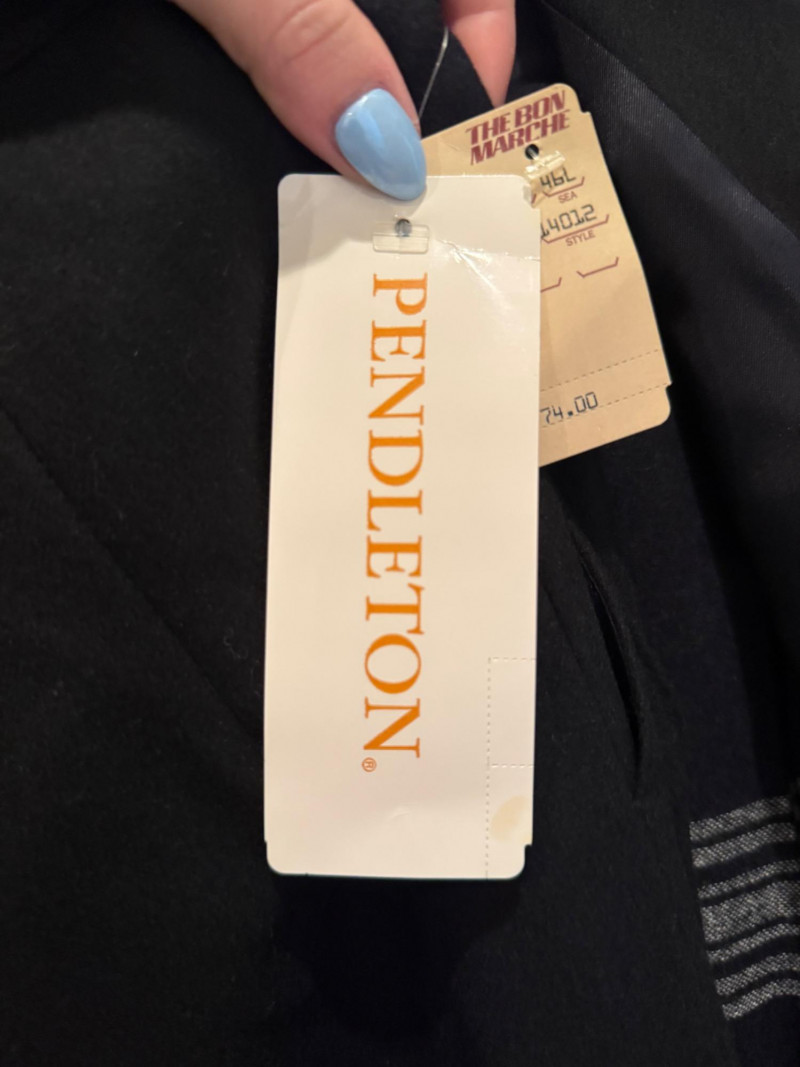 PENDLETON®
THE BON
MARCHE
46L
SEA
14012
STYLE
74.00